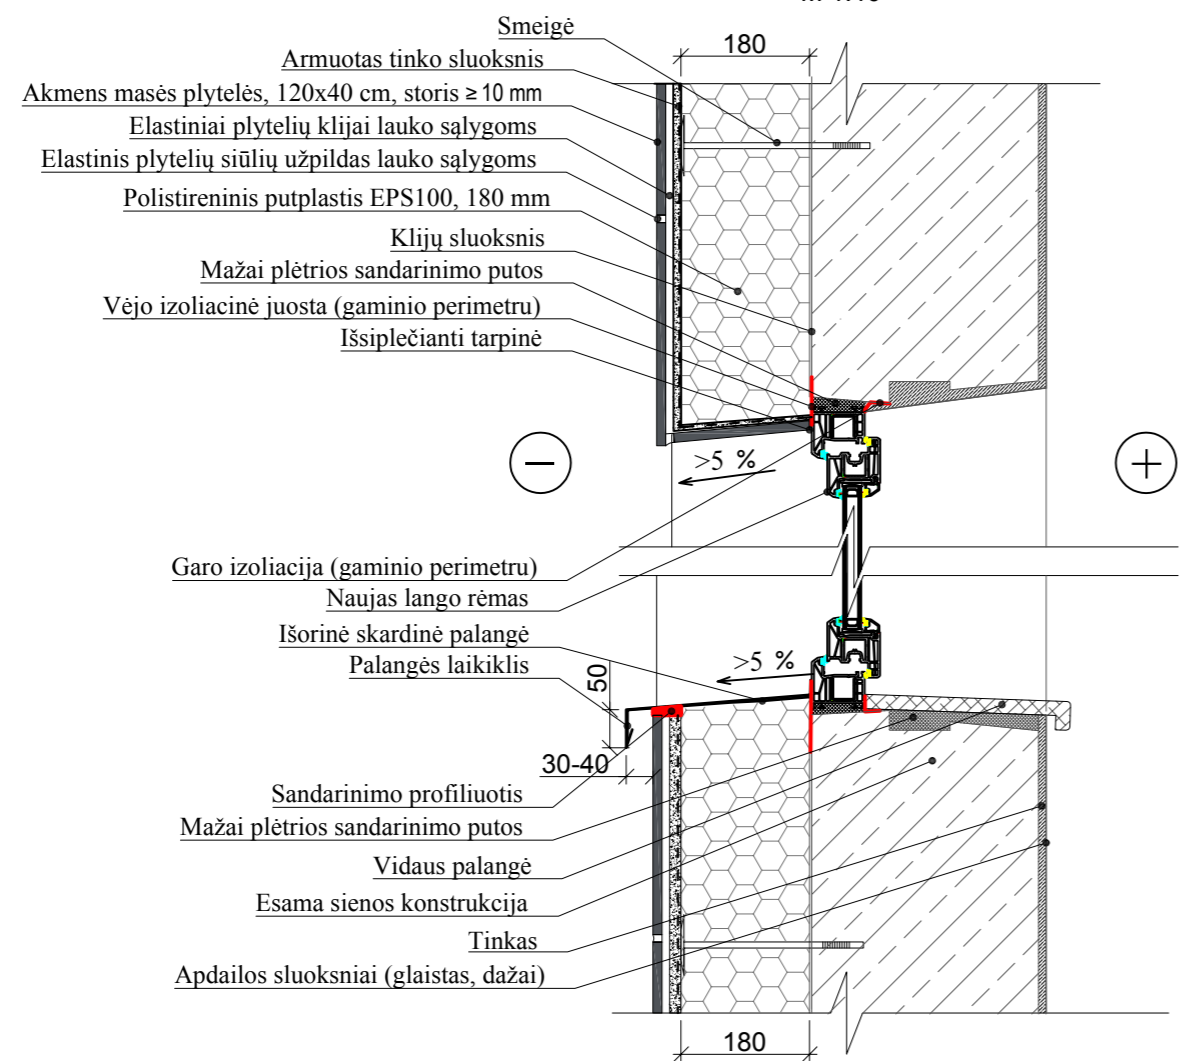 Smeigė
180
Armuotas tinko sluoksnis
Akmens masės plytelės, 120x40 cm, storis ≥ 10 mm
Elastiniai plytelių klijai lauko sąlygoms
Elastinis plytelių siūlių užpildas lauko sąlygoms
Polistireninis putplastis EPS100, 180 mm
Klijų sluoksnis
Mažai plėtrios sandarinimo putos
Vėjo izoliacinė juosta (gaminio perimetru)
Išsiplečianti tarpinė
>5 %
Garo izoliacija (gaminio perimetru)
Naujas lango rėmas
Išorinė skardinė palangė
Palangės laikiklis
>5 %
50
30-40
Sandarinimo profiliuotis
Mažai plėtrios sandarinimo putos
Vidaus palangė
Esama sienos konstrukcija
Tinkas
Apdailos sluoksniai (glaistas, dažai)
180